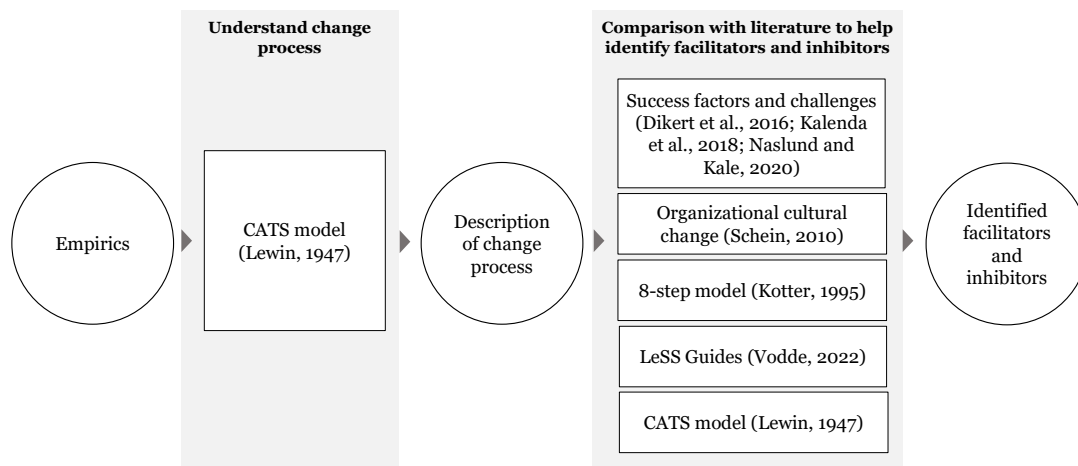 Understand change
process
Comparison with literature to help
identify facilitators and inhibitors
Empirics
CATS model
(Lewin, 1947)
Description
of change
process
Success factors and challenges
(Dikert et al., 2016; Kalenda
et al., 2018; Naslund and
Kale, 2020)
Organizational cultural
change (Schein, 2010)
8-step model (Kotter, 1995)
LeSS Guides (Vodde, 2022)
CATS model (Lewin, 1947)
Identified
facilitators
and
inhibitors